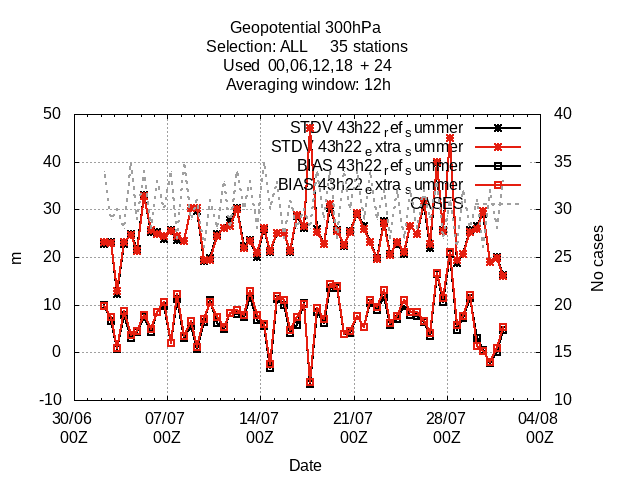 Geopotential 300hPa
Selection: ALL     35 stations
Used  00,06,12,18  + 24
Averaging window: 12h
50 40
STDV 43h22_ref_summer
STDV 43h22_extra_summer
40 35
BIAS 43h22_ref_summer
BIAS 43h22_extra_summer
CASES
30 30
m
20 25
No cases
10 20
0 15
-10 10
30/06 07/07 14/07 21/07 28/07 04/08
00Z 00Z 00Z 00Z 00Z 00Z
Date